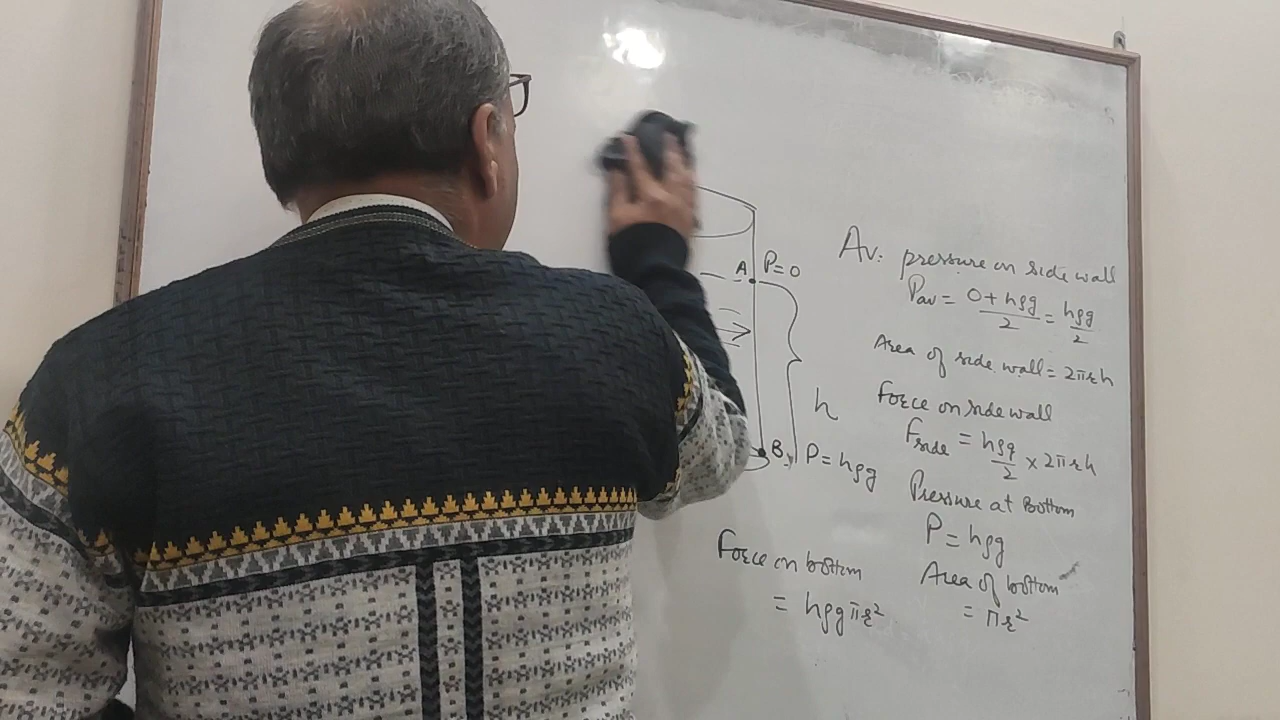 A P=0
h
B P=hρg
Av. pressure on side wall
Pav = 0+hρg/2 = hρg/2
Area of side wall = 2πrh
Force on side wall
Fside = hρg/2 × 2πrh
Pressure at Bottom
P = hρg
Area of bottom
= πr²
Force on bottom
= hρgπr²